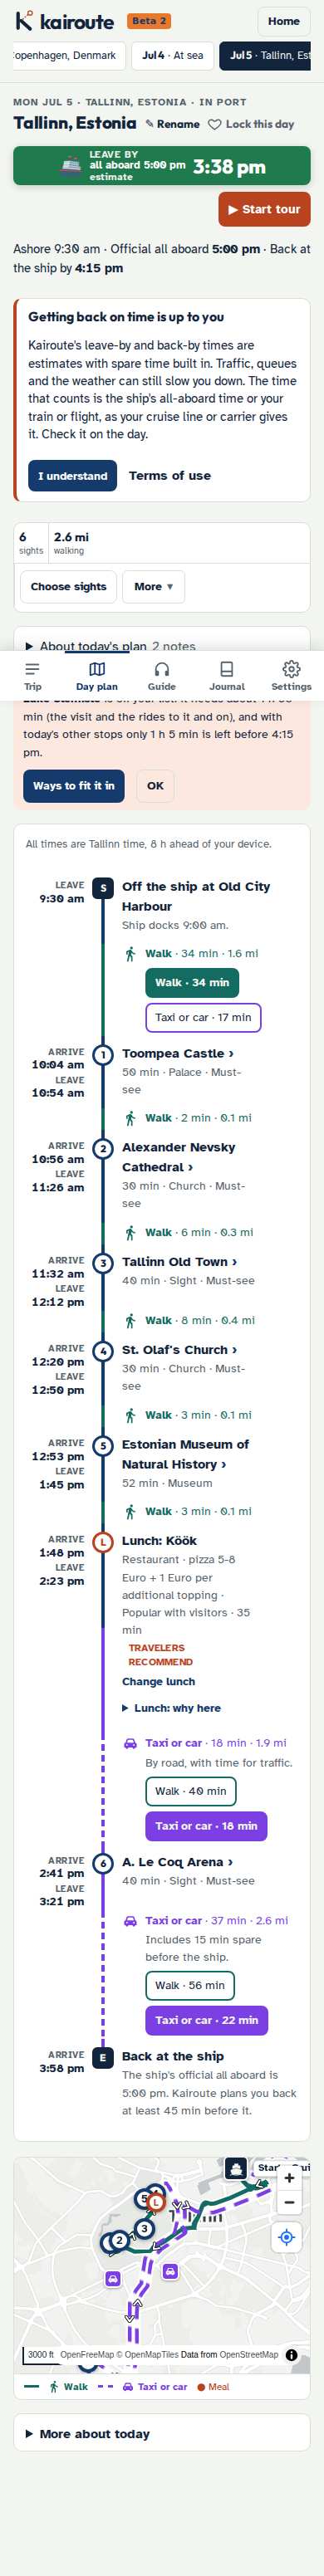 kairoute
Beta 2
Home
Copenhagen, Denmark
Jul 4 · At sea
Jul 5 · Tallinn, Est
MON JUL 5 · TALLINN, ESTONIA · IN PORT
Tallinn, Estonia
✎ Rename
Lock this day
LEAVE BY
all aboard 5:00 pm
estimate
3:38 pm
▶ Start tour
Ashore 9:30 am · Official all aboard 5:00 pm · Back at
the ship by 4:15 pm
Getting back on time is up to you
Kairoute's leave-by and back-by times are
estimates with spare time built in. Traffic, queues
and the weather can still slow you down. The time
that counts is the ship's all-aboard time or your
train or flight, as your cruise line or carrier gives
it. Check it on the day.
I understand
Terms of use
6
sights
2.6 mi
walking
Choose sights
More ▾
▶ About today's plan 2 notes
Trip
Day plan
Guide
Journal
Settings
min (the visit and the rides to it and on), and with
today's other stops only 1 h 5 min is left before 4:15
pm.
Ways to fit it in
OK
All times are Tallinn time, 8 h ahead of your device.
LEAVE
9:30 am
S
Off the ship at Old City
Harbour
Ship docks 9:00 am.
Walk · 34 min · 1.6 mi
Walk · 34 min
Taxi or car · 17 min
ARRIVE
10:04 am
LEAVE
10:54 am
1
Toompea Castle ›
50 min · Palace · Must-
see
Walk · 2 min · 0.1 mi
ARRIVE
10:56 am
LEAVE
11:26 am
2
Alexander Nevsky
Cathedral ›
30 min · Church · Must-
see
Walk · 6 min · 0.3 mi
ARRIVE
11:32 am
LEAVE
12:12 pm
3
Tallinn Old Town ›
40 min · Sight · Must-see
Walk · 8 min · 0.4 mi
ARRIVE
12:20 pm
LEAVE
12:50 pm
4
St. Olaf's Church ›
30 min · Church · Must-
see
Walk · 3 min · 0.1 mi
ARRIVE
12:53 pm
LEAVE
1:45 pm
5
Estonian Museum of
Natural History ›
52 min · Museum
Walk · 3 min · 0.1 mi
ARRIVE
1:48 pm
LEAVE
2:23 pm
L
Lunch: Köök
Restaurant · pizza 5-8
Euro + 1 Euro per
additional topping ·
Popular with visitors · 35
min
TRAVELERS
RECOMMEND
Change lunch
▶ Lunch: why here
Taxi or car · 18 min · 1.9 mi
By road, with time for traffic.
Walk · 40 min
Taxi or car · 18 min
ARRIVE
2:41 pm
LEAVE
3:21 pm
6
A. Le Coq Arena ›
40 min · Sight · Must-see
Taxi or car · 37 min · 2.6 mi
Includes 15 min spare
before the ship.
Walk · 56 min
Taxi or car · 22 min
ARRIVE
3:58 pm
E
Back at the ship
The ship's official all aboard is
5:00 pm. Kairoute plans you back
at least 45 min before it.
5
L
3
2
+
−
3000 ft
OpenFreeMap © OpenMapTiles Data from OpenStreetMap
Walk
Taxi or car
Meal
▶ More about today